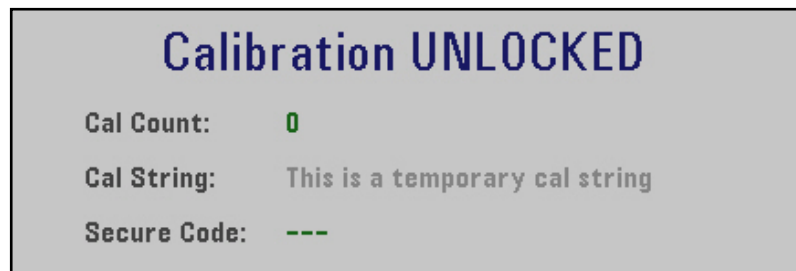 Calibration UNLOCKED
Cal Count: 0
Cal String: This is a temporary cal string
Secure Code: ---